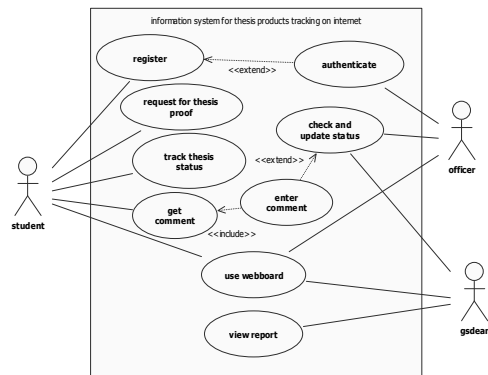 information system for thesis products tracking on internet
register
authenticate
<<extend>>
request for thesis
proof
check and
update status
track thesis
status
<<extend>>
officer
get
comment
enter
comment
student
<<include>>
use webboard
view report
gsdean